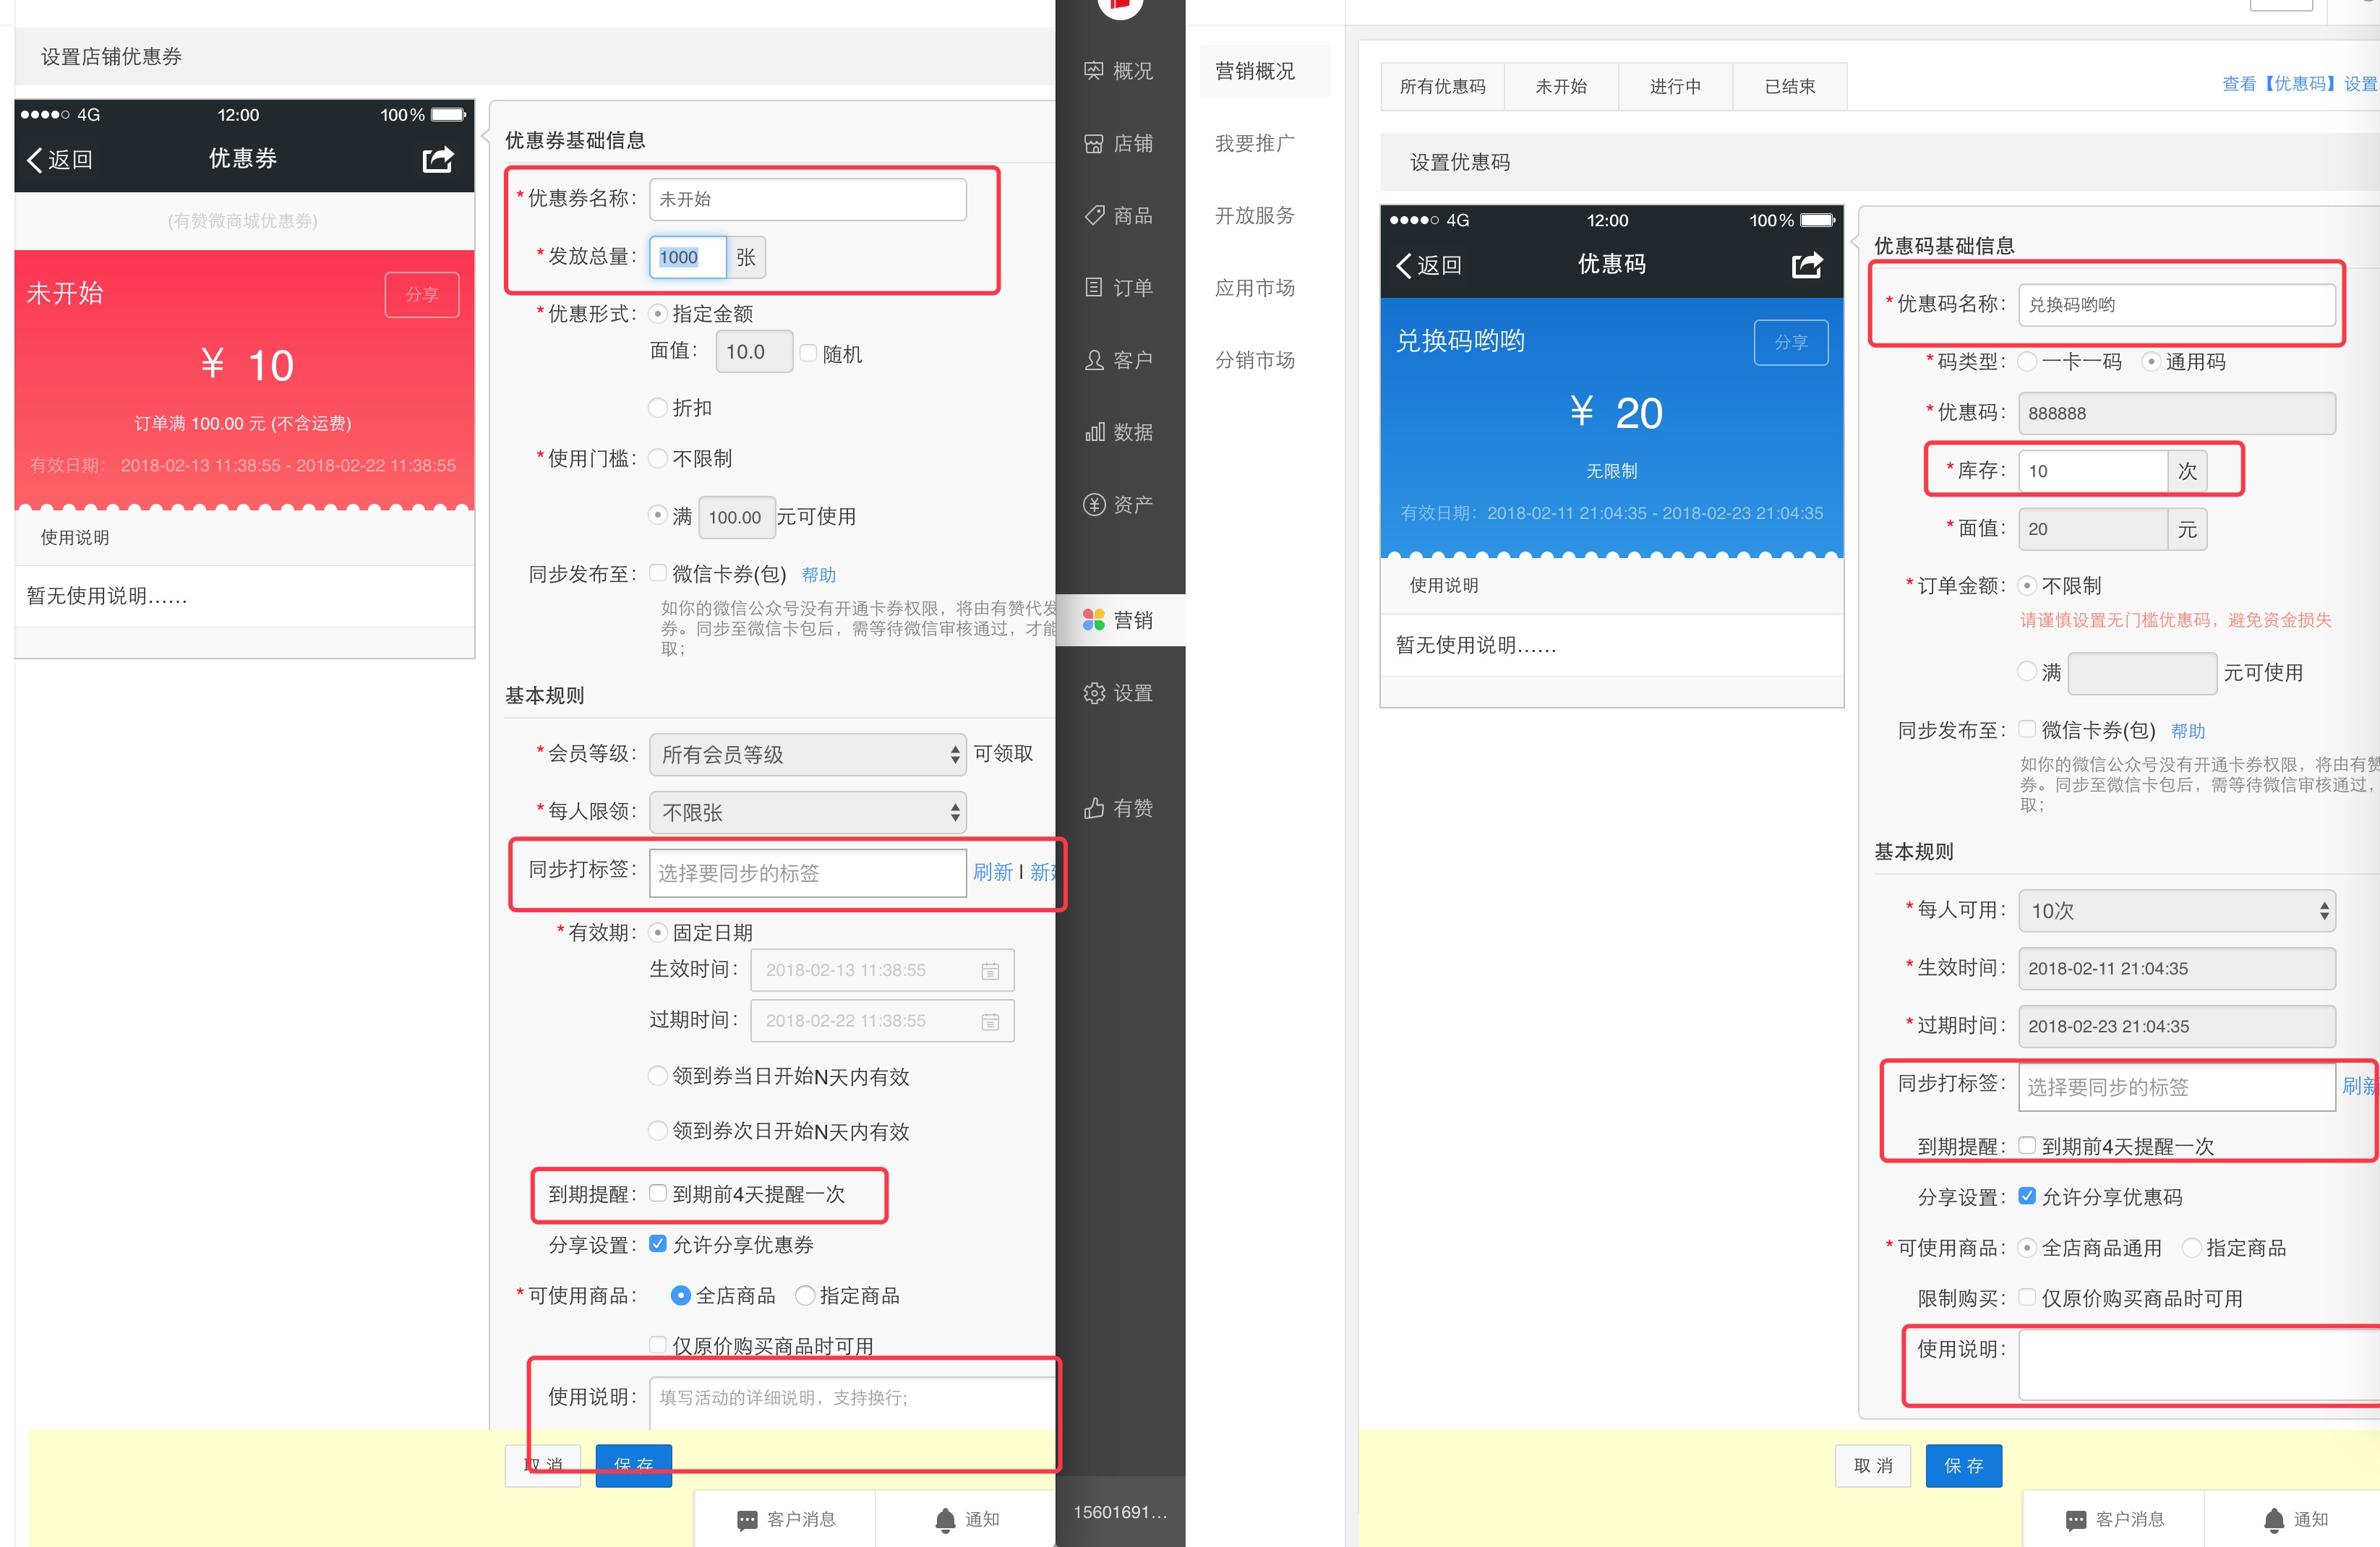 设置店铺优惠券
4G 12:00 100%
返回 优惠券
(有赞微商城优惠券)
未开始 分享
¥ 10
订单满 100.00 元 (不含运费)
有效日期： 2018-02-13 11:38:55 - 2018-02-22 11:38:55
使用说明
暂无使用说明......
优惠券基础信息
*优惠券名称： 未开始
*发放总量： 1000 张
*优惠形式： 指定金额
面值： 10.0 随机
折扣
*使用门槛： 不限制
满 100.00 元可使用
同步发布至： 微信卡券(包) 帮助
如你的微信公众号没有开通卡券权限，将由有赞代发
券。同步至微信卡包后，需等待微信审核通过，才能
取；
基本规则
*会员等级： 所有会员等级 可领取
*每人限领： 不限张
同步打标签： 选择要同步的标签 刷新 | 新
*有效期： 固定日期
生效时间： 2018-02-13 11:38:55
过期时间： 2018-02-22 11:38:55
领到券当日开始N天内有效
领到券次日开始N天内有效
到期提醒： 到期前4天提醒一次
分享设置： 允许分享优惠券
*可使用商品： 全店商品 指定商品
仅原价购买商品时可用
使用说明： 填写活动的详细说明，支持换行;
取消 保存
客户消息 通知
概况
店铺
商品
订单
客户
数据
资产
营销
设置
有赞
15601691...
营销概况
我要推广
开放服务
应用市场
分销市场
所有优惠码 未开始 进行中 已结束
查看【优惠码】设置
设置优惠码
4G 12:00 100%
返回 优惠码
兑换码哟哟 分享
¥ 20
无限制
有效日期：2018-02-11 21:04:35 - 2018-02-23 21:04:35
使用说明
暂无使用说明......
优惠码基础信息
*优惠码名称： 兑换码哟哟
*码类型： 一卡一码 通用码
*优惠码： 888888
*库存： 10 次
*面值： 20 元
*订单金额： 不限制
请谨慎设置无门槛优惠码，避免资金损失
满 元可使用
同步发布至： 微信卡券(包) 帮助
如你的微信公众号没有开通卡券权限，将由有赞
券。同步至微信卡包后，需等待微信审核通过，
取；
基本规则
*每人可用： 10次
*生效时间： 2018-02-11 21:04:35
*过期时间： 2018-02-23 21:04:35
同步打标签： 选择要同步的标签 刷新
到期提醒： 到期前4天提醒一次
分享设置： 允许分享优惠码
*可使用商品： 全店商品通用 指定商品
限制购买： 仅原价购买商品时可用
使用说明：
取消 保存
客户消息 通知